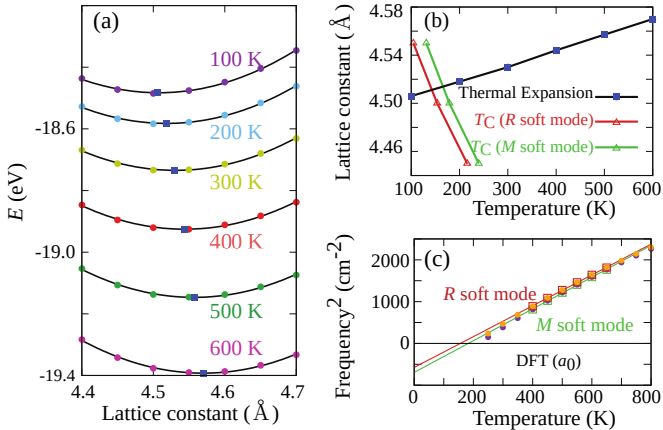 (a)
100 K
200 K
300 K
400 K
500 K
600 K
-18.6
-19.0
-19.4
E (eV)
4.4 4.5 4.6 4.7
Lattice constant (Å)
(b)
4.58
4.54
4.50
4.46
Lattice constant (Å)
Thermal Expansion
TC (R soft mode)
TC (M soft mode)
100 200 300 400 500 600
Temperature (K)
(c)
2000
1000
0
Frequency2 (cm-2)
R soft mode
M soft mode
DFT (a0)
0 200 400 600 800
Temperature (K)